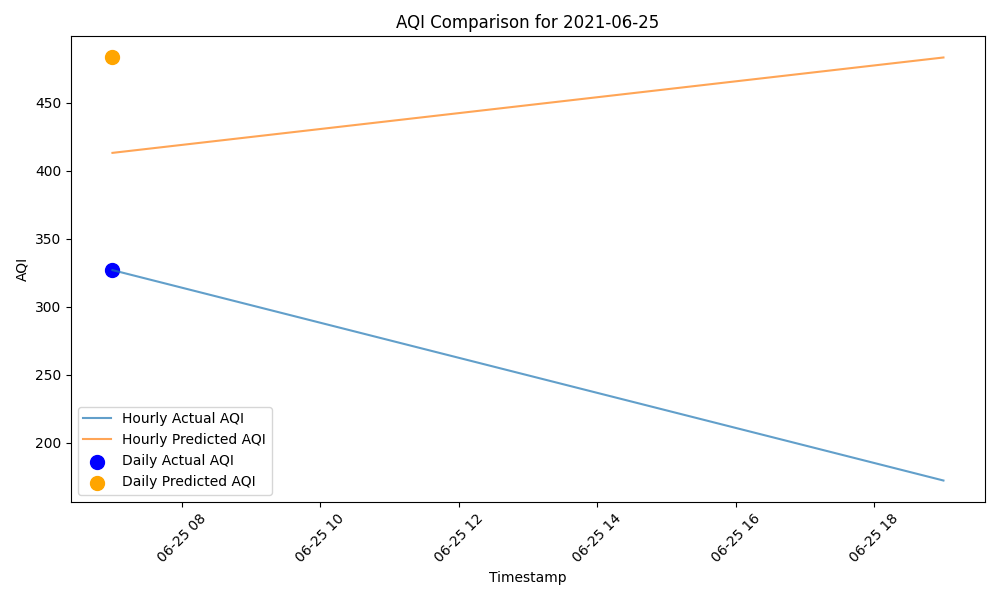 AQI Comparison for 2021-06-25
AQI
450
400
350
300
250
200
Hourly Actual AQI
Hourly Predicted AQI
Daily Actual AQI
Daily Predicted AQI
06-25 08
06-25 10
06-25 12
06-25 14
06-25 16
06-25 18
Timestamp